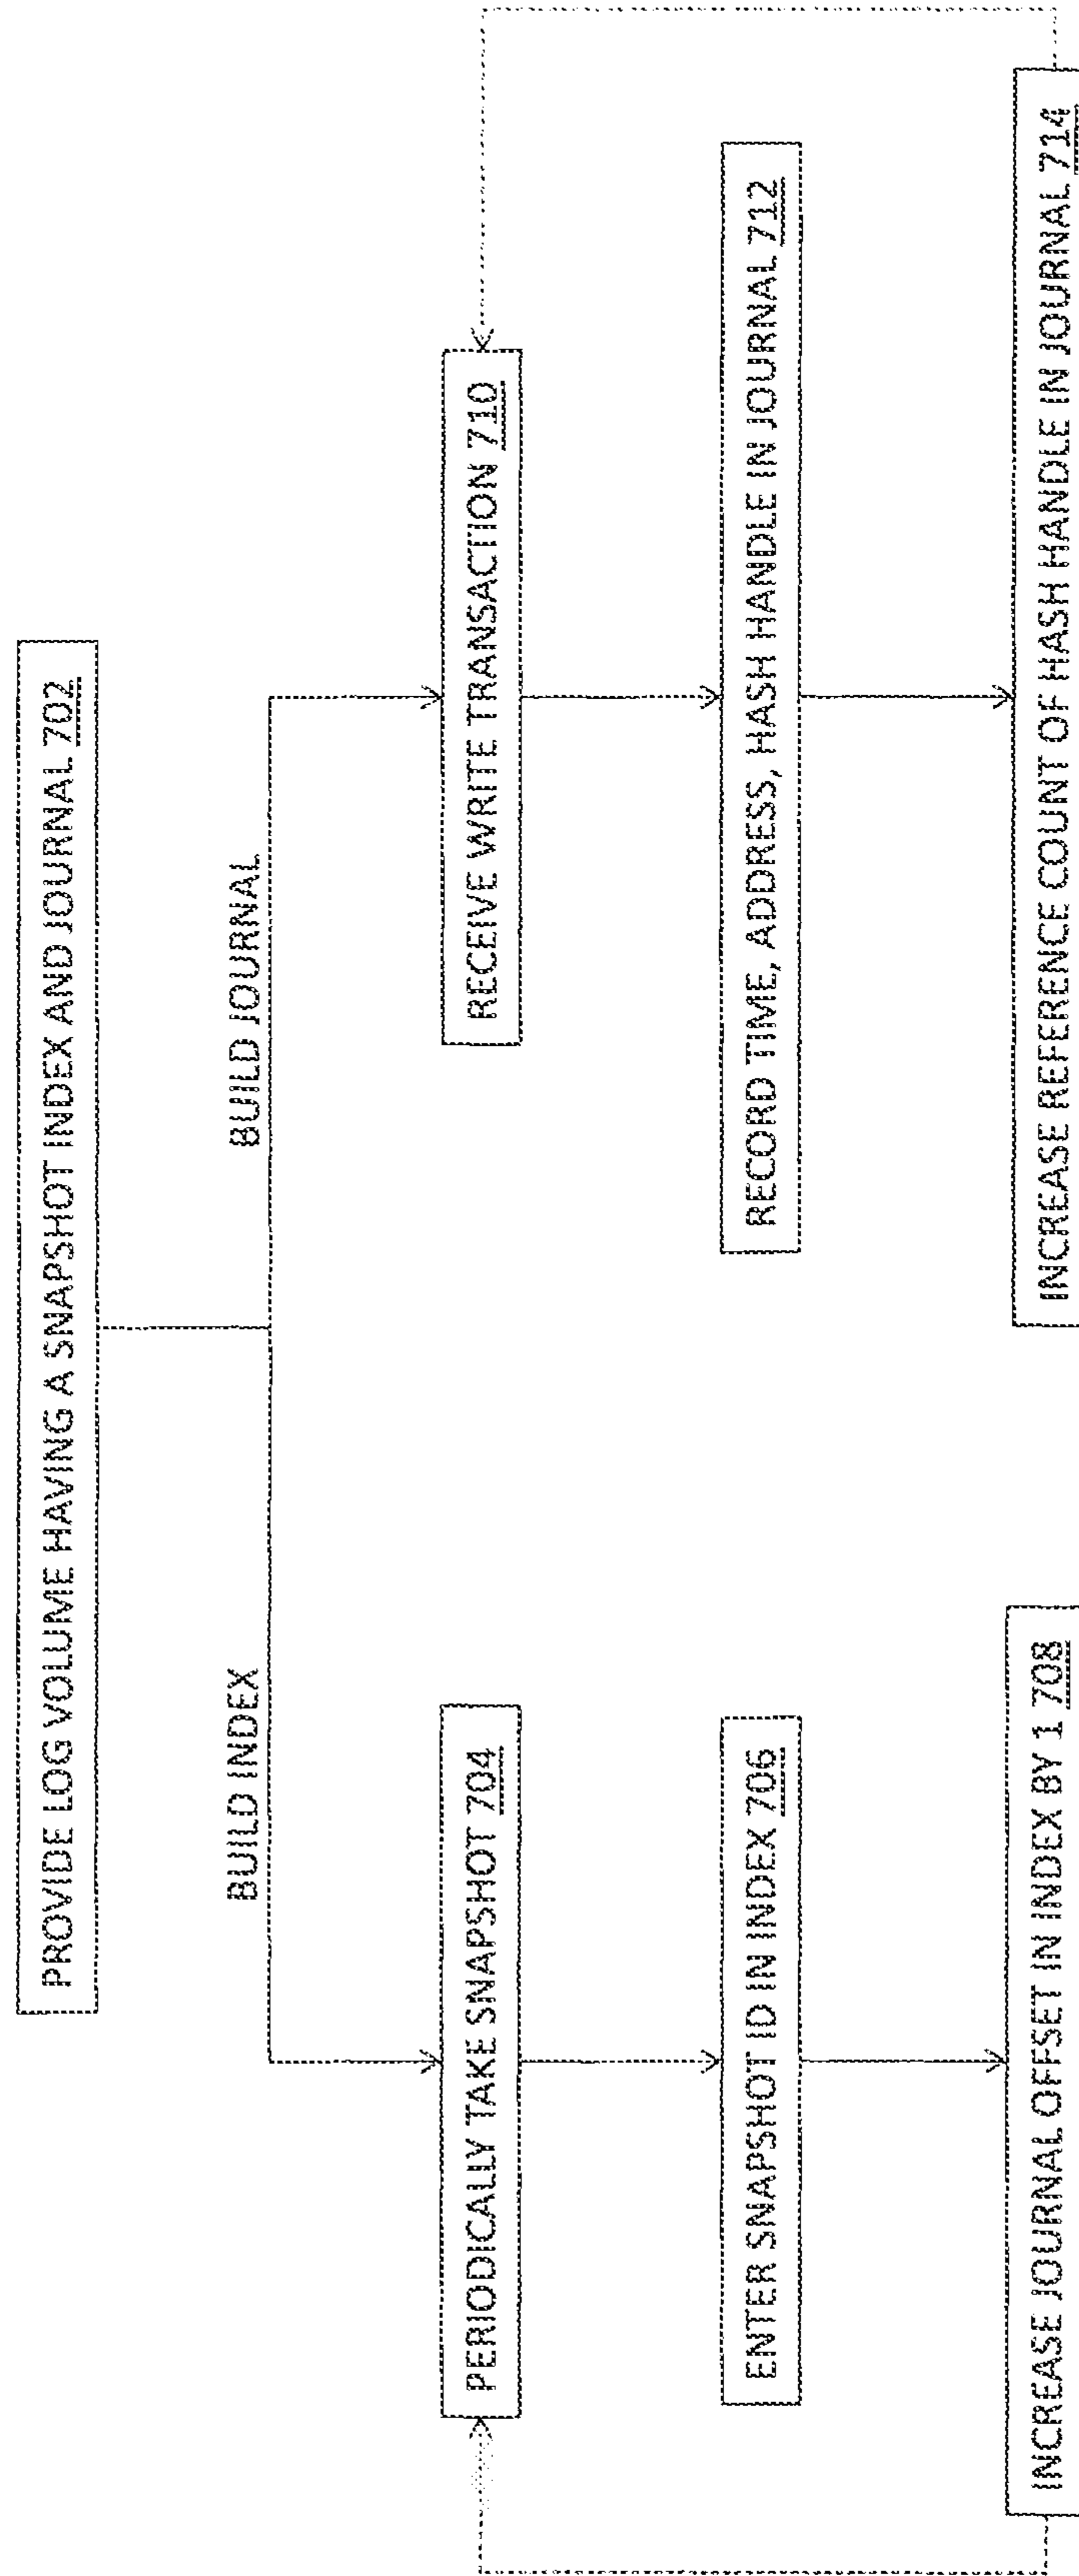 PROVIDE LOG VOLUME HAVING A SNAPSHOT INDEX AND JOURNAL 702
BUILD INDEX
BUILD JOURNAL
PERIODICALLY TAKE SNAPSHOT 704
RECEIVE WRITE TRANSACTION 710
ENTER SNAPSHOT ID IN INDEX 706
RECORD TIME, ADDRESS, HASH HANDLE IN JOURNAL 712
INCREASE JOURNAL OFFSET IN INDEX BY 1 708
INCREASE REFERENCE COUNT OF HASH HANDLE IN JOURNAL 714